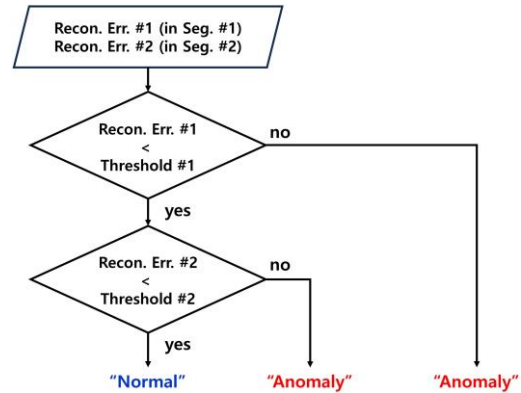 Recon. Err. #1 (in Seg. #1)
Recon. Err. #2 (in Seg. #2)
Recon. Err. #1
<
Threshold #1
no
yes
Recon. Err. #2
<
Threshold #2
no
yes
“Normal”
“Anomaly”
“Anomaly”